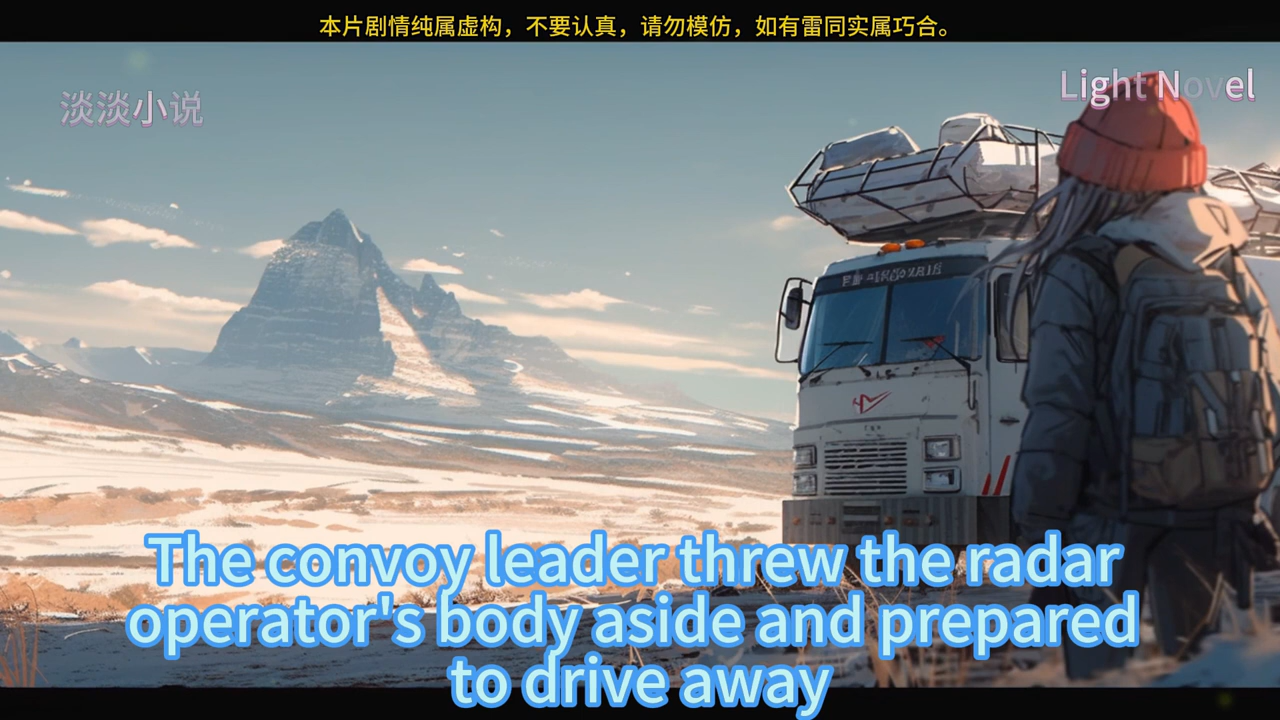 本片剧情纯属虚构，不要认真，请勿模仿，如有雷同实属巧合。
淡淡小说
Light Novel
The convoy leader threw the radar
operator's body aside and prepared
to drive away